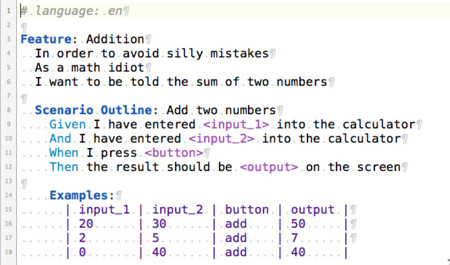 1 # language: en
2
3 Feature: Addition
4   In order to avoid silly mistakes
5   As a math idiot
6   I want to be told the sum of two numbers
7
8   Scenario Outline: Add two numbers
9     Given I have entered <input_1> into the calculator
10     And I have entered <input_2> into the calculator
11     When I press <button>
12     Then the result should be <output> on the screen
13
14     Examples:
15       | input_1 | input_2 | button | output |
16       | 20      | 30      | add    | 50     |
17       | 2       | 5       | add    | 7      |
18       | 0       | 40      | add    | 40     |